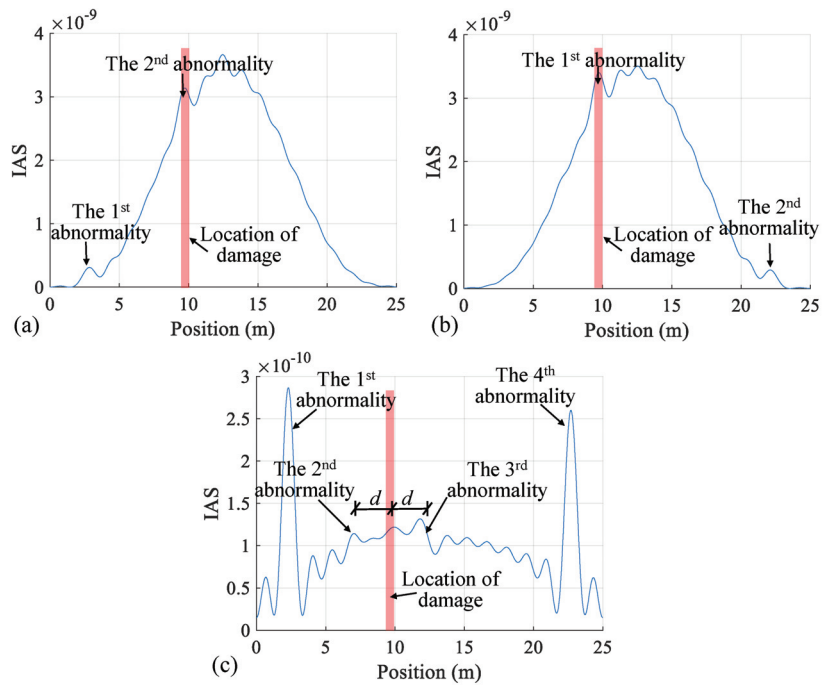 ×10⁻⁹
4
The 2ⁿᵈ abnormality
3
IAS
2
The 1ˢᵗ
abnormality
1
Location of
damage
0
0 5 10 15 20 25
Position (m)
(a)
×10⁻⁹
4
The 1ˢᵗ abnormality
3
IAS
2
The 2ⁿᵈ
abnormality
1
Location of
damage
0
0 5 10 15 20 25
Position (m)
(b)
×10⁻¹⁰
3
The 1ˢᵗ
abnormality
The 4ᵗʰ
abnormality
2.5
2
The 2ⁿᵈ
abnormality
d d
The 3ʳᵈ
abnormality
1.5
IAS
1
0.5
Location of
damage
0
0 5 10 15 20 25
Position (m)
(c)